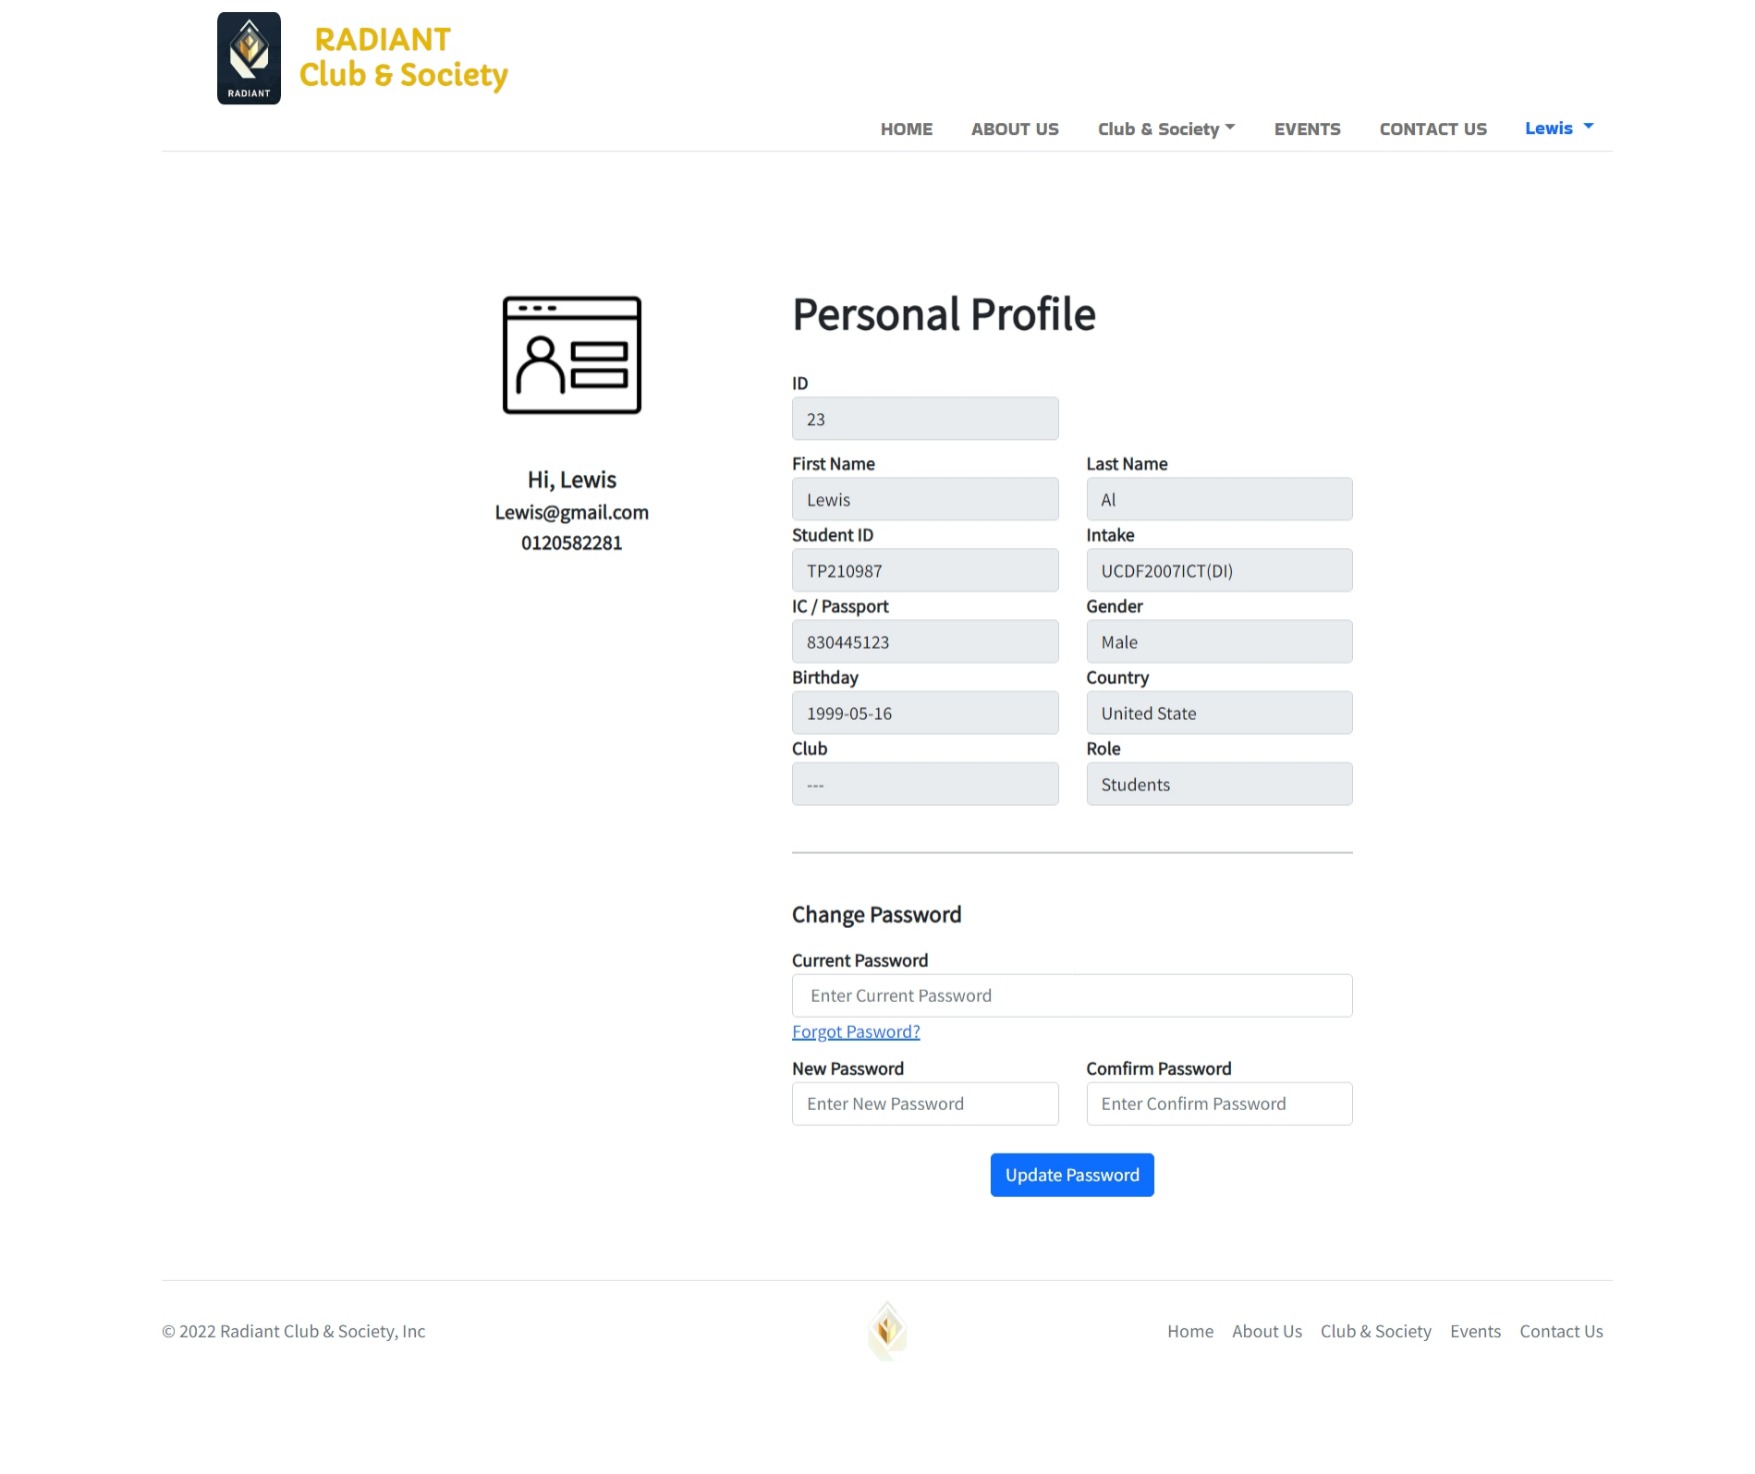 RADIANT
RADIANT
Club & Society
HOME ABOUT US Club & Society EVENTS CONTACT US Lewis
Hi, Lewis
Lewis@gmail.com
0120582281
Personal Profile
ID
23
First Name Last Name
Lewis Al
Student ID Intake
TP210987 UCDF2007ICT(DI)
IC / Passport Gender
830445123 Male
Birthday Country
1999-05-16 United State
Club Role
--- Students
Change Password
Current Password
Enter Current Password
Forgot Pasword?
New Password Comfirm Password
Enter New Password Enter Confirm Password
Update Password
© 2022 Radiant Club & Society, Inc Home About Us Club & Society Events Contact Us